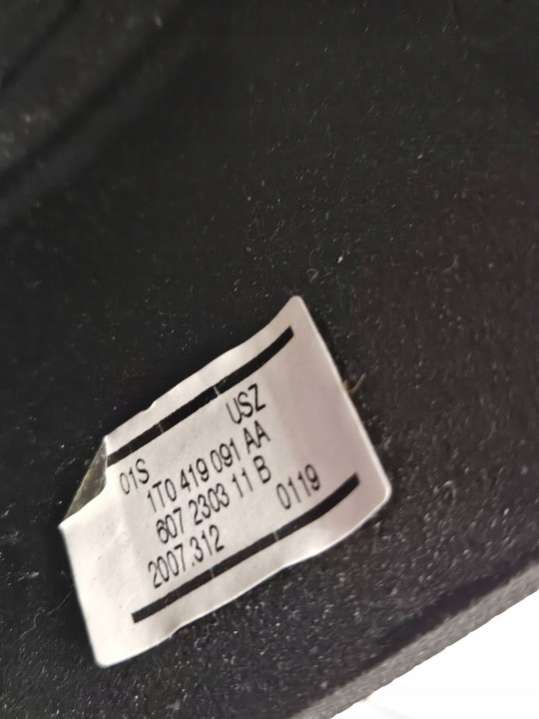 01S USZ
1T0 419 091 AA
607 2303 11 B
2007.312 0119